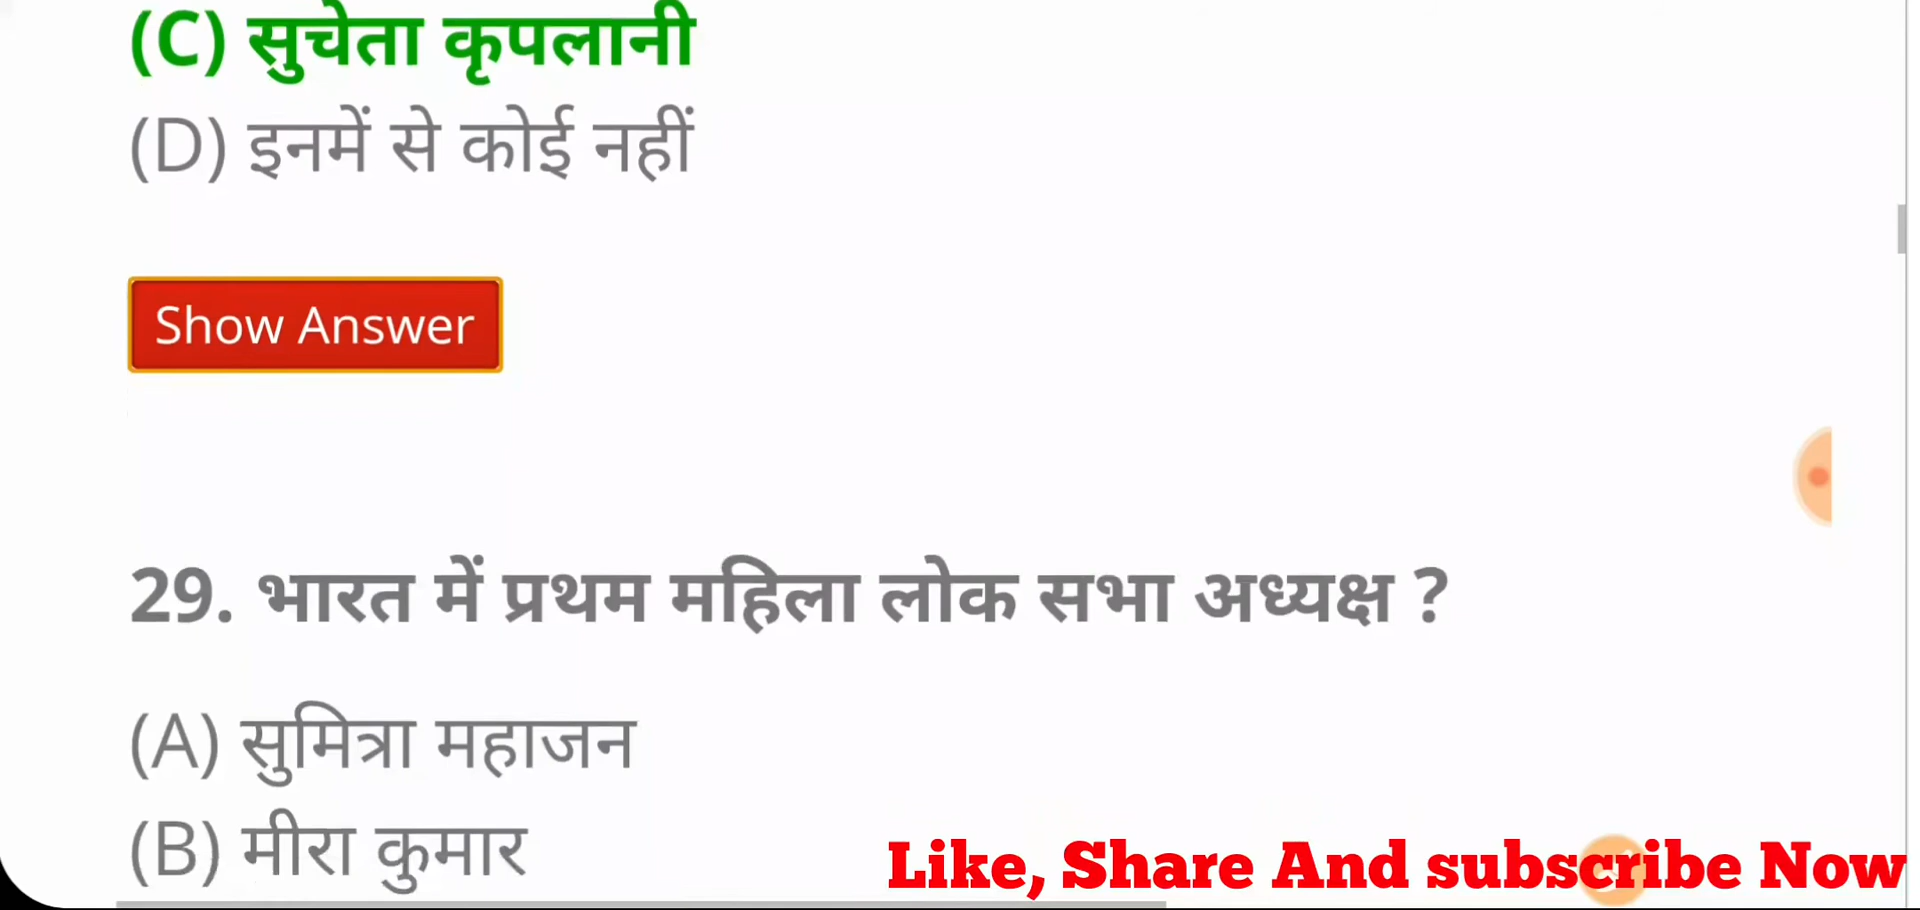 (C) सुचेता कृपलानी
(D) इनमें से कोई नहीं
Show Answer
29. भारत में प्रथम महिला लोक सभा अध्यक्ष ?
(A) सुमित्रा महाजन
(B) मीरा कुमार
Like, Share And subscribe Now